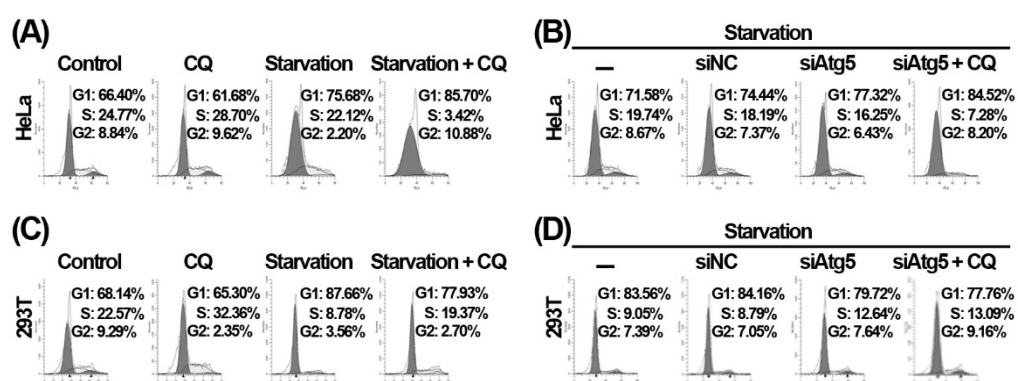 (A)
Control CQ Starvation Starvation + CQ
HeLa
G1: 66.40%
S: 24.77%
G2: 8.84%
G1: 61.68%
S: 28.70%
G2: 9.62%
G1: 75.68%
S: 22.12%
G2: 2.20%
G1: 85.70%
S: 3.42%
G2: 10.88%
(B)
Starvation
– siNC siAtg5 siAtg5 + CQ
HeLa
G1: 71.58%
S: 19.74%
G2: 8.67%
G1: 74.44%
S: 18.19%
G2: 7.37%
G1: 77.32%
S: 16.25%
G2: 6.43%
G1: 84.52%
S: 7.28%
G2: 8.20%
(C)
Control CQ Starvation Starvation + CQ
293T
G1: 68.14%
S: 22.57%
G2: 9.29%
G1: 65.30%
S: 32.36%
G2: 2.35%
G1: 87.66%
S: 8.78%
G2: 3.56%
G1: 77.93%
S: 19.37%
G2: 2.70%
(D)
Starvation
– siNC siAtg5 siAtg5 + CQ
293T
G1: 83.56%
S: 9.05%
G2: 7.39%
G1: 84.16%
S: 8.79%
G2: 7.05%
G1: 79.72%
S: 12.64%
G2: 7.64%
G1: 77.76%
S: 13.09%
G2: 9.16%